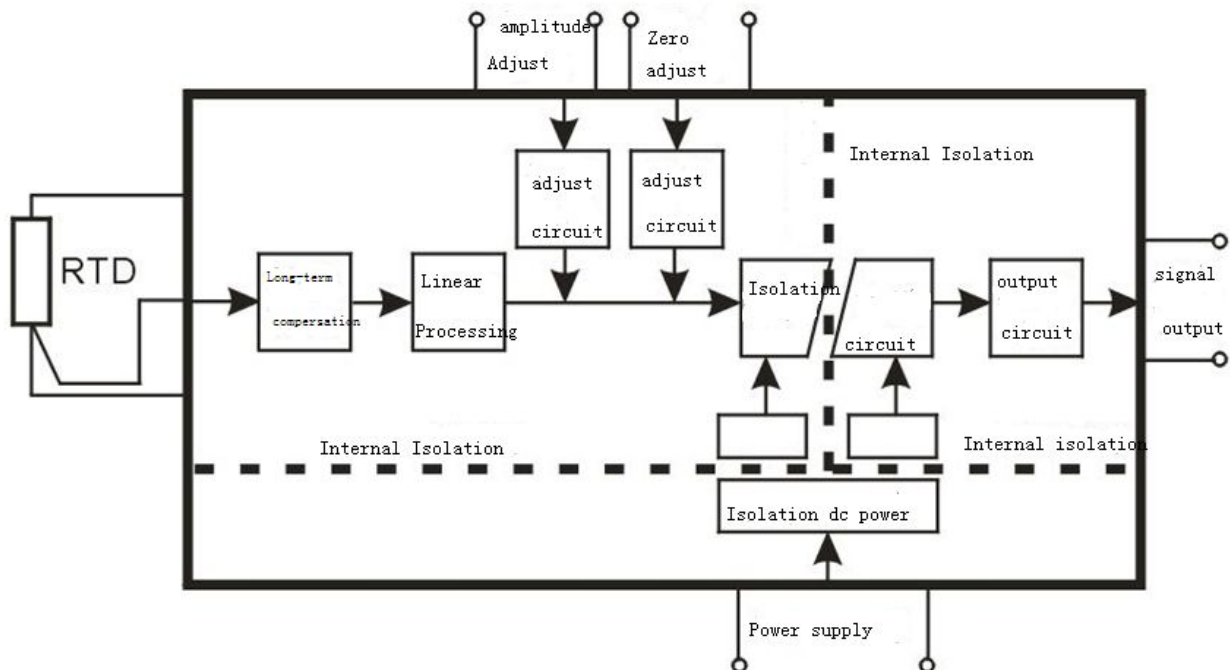 amplitude
Adjust
Zero
adjust
Internal Isolation
adjust
circuit
adjust
circuit
RTD
Long-term
compersation
Linear
Processing
Isolation
circuit
output
circuit
signal
output
Internal Isolation
Internal isolation
Isolation dc power
Power supply